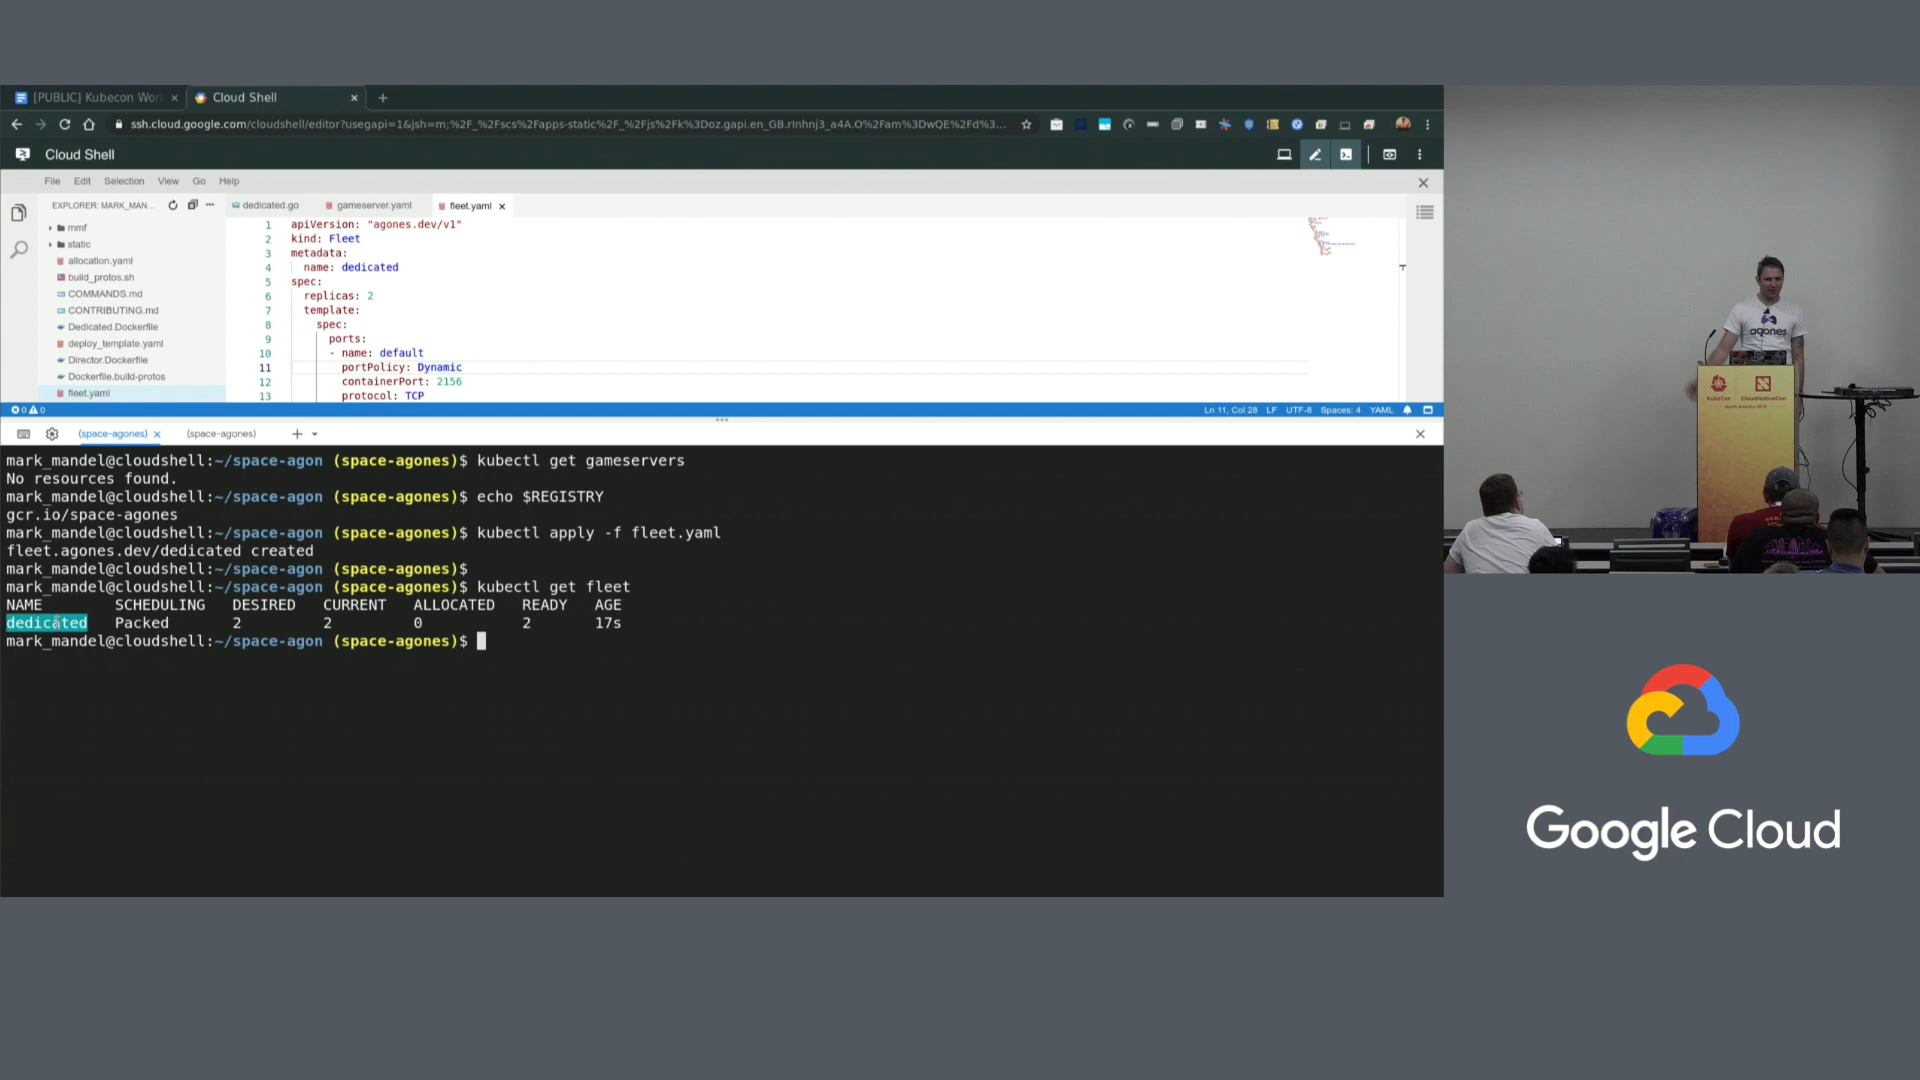 [PUBLIC] Kubecon Wor
Cloud Shell
ssh.cloud.google.com/cloudshell/editor?usegapi=1&jsh=m;%2F_%2Fscs%2Fapps-static%2F_%2Fjs%2Fk%3Doz.gapi.en_GB.rInhnj3_a4A.O%2Fam%3DwQE%2Fd%3...
Cloud Shell
File Edit Selection View Go Help
EXPLORER: MARK_MAN...
dedicated.go
gameserver.yaml
fleet.yaml
mmf
static
allocation.yaml
build_protos.sh
COMMANDS.md
CONTRIBUTING.md
Dedicated.Dockerfile
deploy_template.yaml
Director.Dockerfile
Dockerfile.build-protos
fleet.yaml
1 apiVersion: "agones.dev/v1"
2 kind: Fleet
3 metadata:
4 name: dedicated
5 spec:
6 replicas: 2
7 template:
8 spec:
9 ports:
10 - name: default
11 portPolicy: Dynamic
12 containerPort: 2156
13 protocol: TCP
0 0
Ln 11, Col 28 LF UTF-8 Spaces: 4 YAML
(space-agones) (space-agones)
mark_mandel@cloudshell:~/space-agon (space-agones)$ kubectl get gameservers
No resources found.
mark_mandel@cloudshell:~/space-agon (space-agones)$ echo $REGISTRY
gcr.io/space-agones
mark_mandel@cloudshell:~/space-agon (space-agones)$ kubectl apply -f fleet.yaml
fleet.agones.dev/dedicated created
mark_mandel@cloudshell:~/space-agon (space-agones)$
mark_mandel@cloudshell:~/space-agon (space-agones)$ kubectl get fleet
NAME SCHEDULING DESIRED CURRENT ALLOCATED READY AGE
dedicated Packed 2 2 0 2 17s
mark_mandel@cloudshell:~/space-agon (space-agones)$
agones
KubeCon CloudNativeCon
North America 2019
Google Cloud